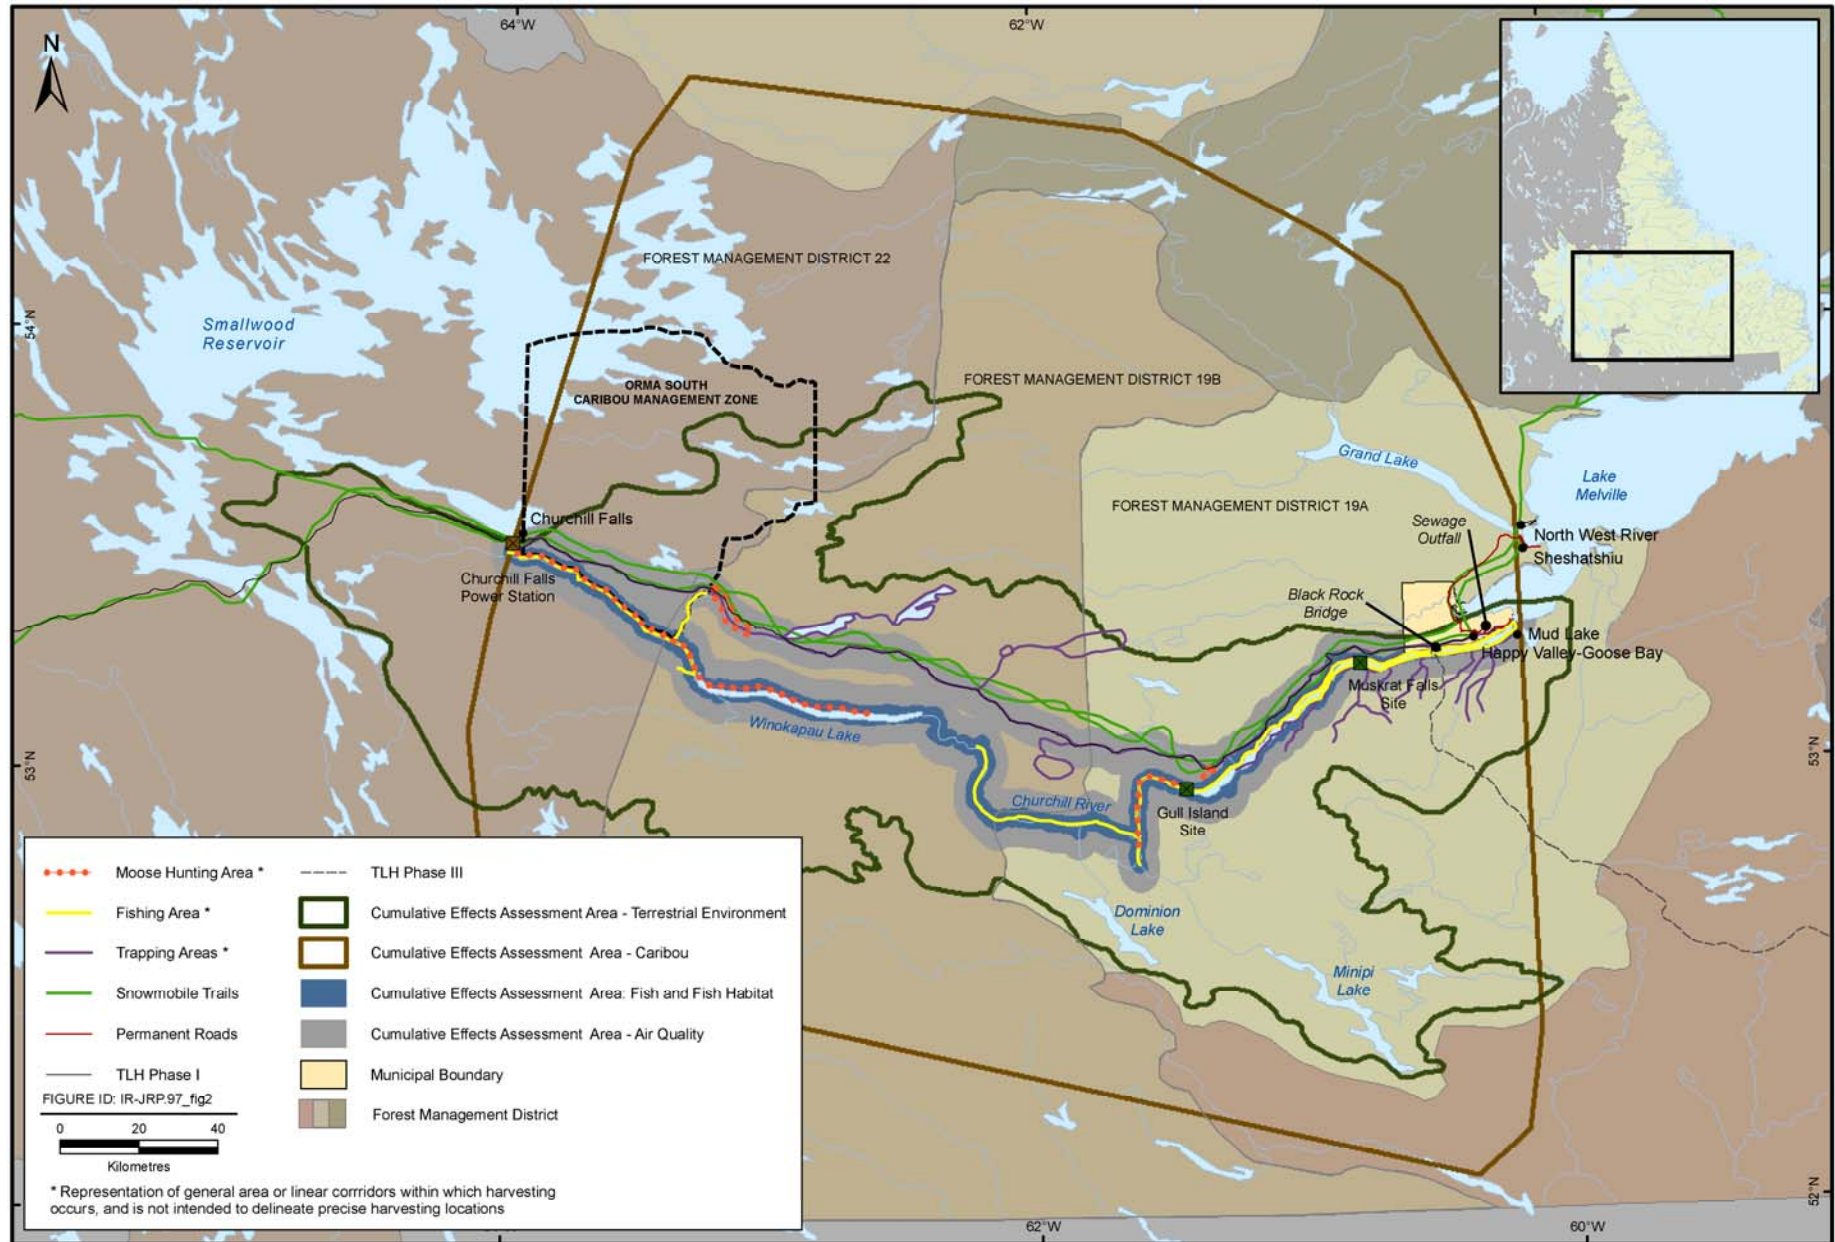 64°W
62°W
N
54°N
53°N
53°N
52°N
62°W
60°W
FOREST MANAGEMENT DISTRICT 22
Smallwood
Reservoir
ORMA SOUTH
CARIBOU MANAGEMENT ZONE
FOREST MANAGEMENT DISTRICT 19B
FOREST MANAGEMENT DISTRICT 19A
Grand Lake
Lake
Melville
Sewage
Outfall
North West River
Sheshatshiu
Churchill Falls
Churchill Falls
Power Station
Black Rock
Bridge
Mud Lake
Happy Valley-Goose Bay
Muskrat Falls
Site
Winokapau Lake
Churchill River
Gull Island
Site
Dominion
Lake
Minipi
Lake
Moose Hunting Area *
Fishing Area *
Trapping Areas *
Snowmobile Trails
Permanent Roads
TLH Phase I
TLH Phase III
Cumulative Effects Assessment Area - Terrestrial Environment
Cumulative Effects Assessment Area - Caribou
Cumulative Effects Assessment Area: Fish and Fish Habitat
Cumulative Effects Assessment Area - Air Quality
Municipal Boundary
Forest Management District
FIGURE ID: IR-JRP.97_fig2
0 20 40
Kilometres
* Representation of general area or linear corrridors within which harvesting
occurs, and is not intended to delineate precise harvesting locations